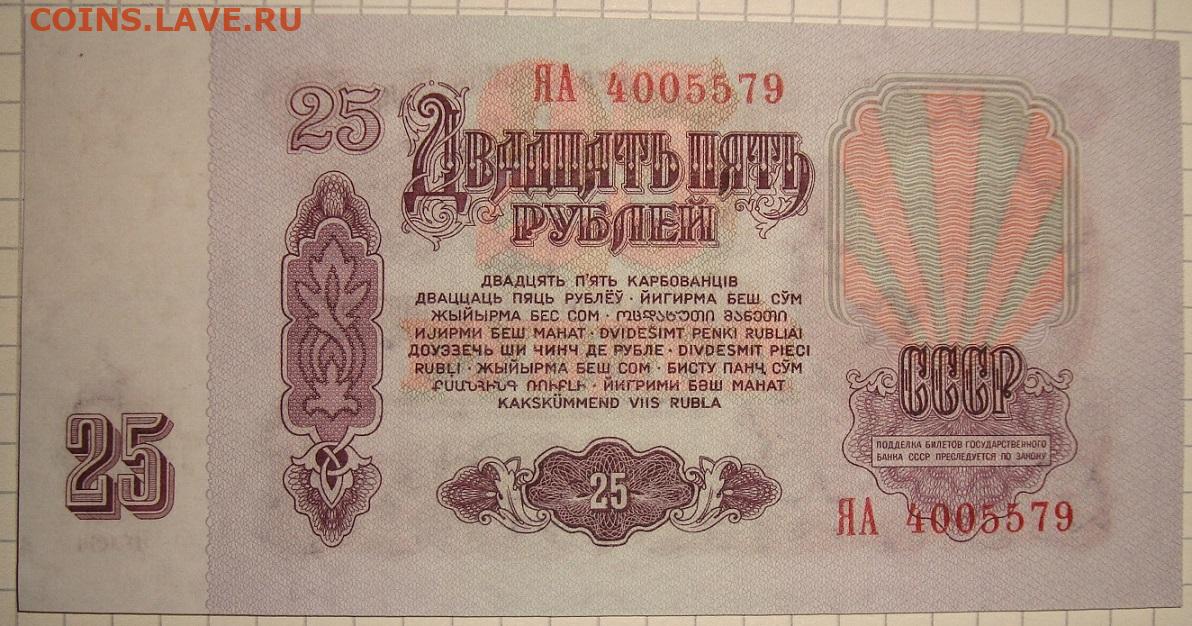 COINS.LAVE.RU
ЯА 4005579
25
ДВАДЦАТЬ ПЯТЬ
РУБЛЕЙ
ДВАДЦЯТЬ П'ЯТЬ КАРБОВАНЦІВ
ДВАЦЦАЦЬ ПЯЦЬ РУБЛЁЎ · ЙИГИРМА БЕШ СЎМ
ЖЫЙЫРМА БЕС СОМ · ᲝᲪᲓᲐᲮᲣᲗᲘ ᲛᲐᲜᲔᲗᲘ
ИЈИРМИ БЕШ МАНАТ · DVIDEŠIMT PENKI RUBLIAI
ДОУЭЗЕЧЬ ШИ ЧИНЧ ДЕ РУБЛЕ · DIVDESMIT PIECI
RUBĻI · ЖЫЙЫРМА БЕШ СОМ · БИСТУ ПАНҶ СӮМ
ՔՍԱՆՀԻՆԳ ՌՈՒԲԼԻ · ЙИГРИМИ БӘШ МАНАТ
KAKSKÜMMEND VIIS RUBLA
25
25
СССР
ПОДДЕЛКА БИЛЕТОВ ГОСУДАРСТВЕННОГО
БАНКА СССР ПРЕСЛЕДУЕТСЯ ПО ЗАКОНУ
ЯА 4005579